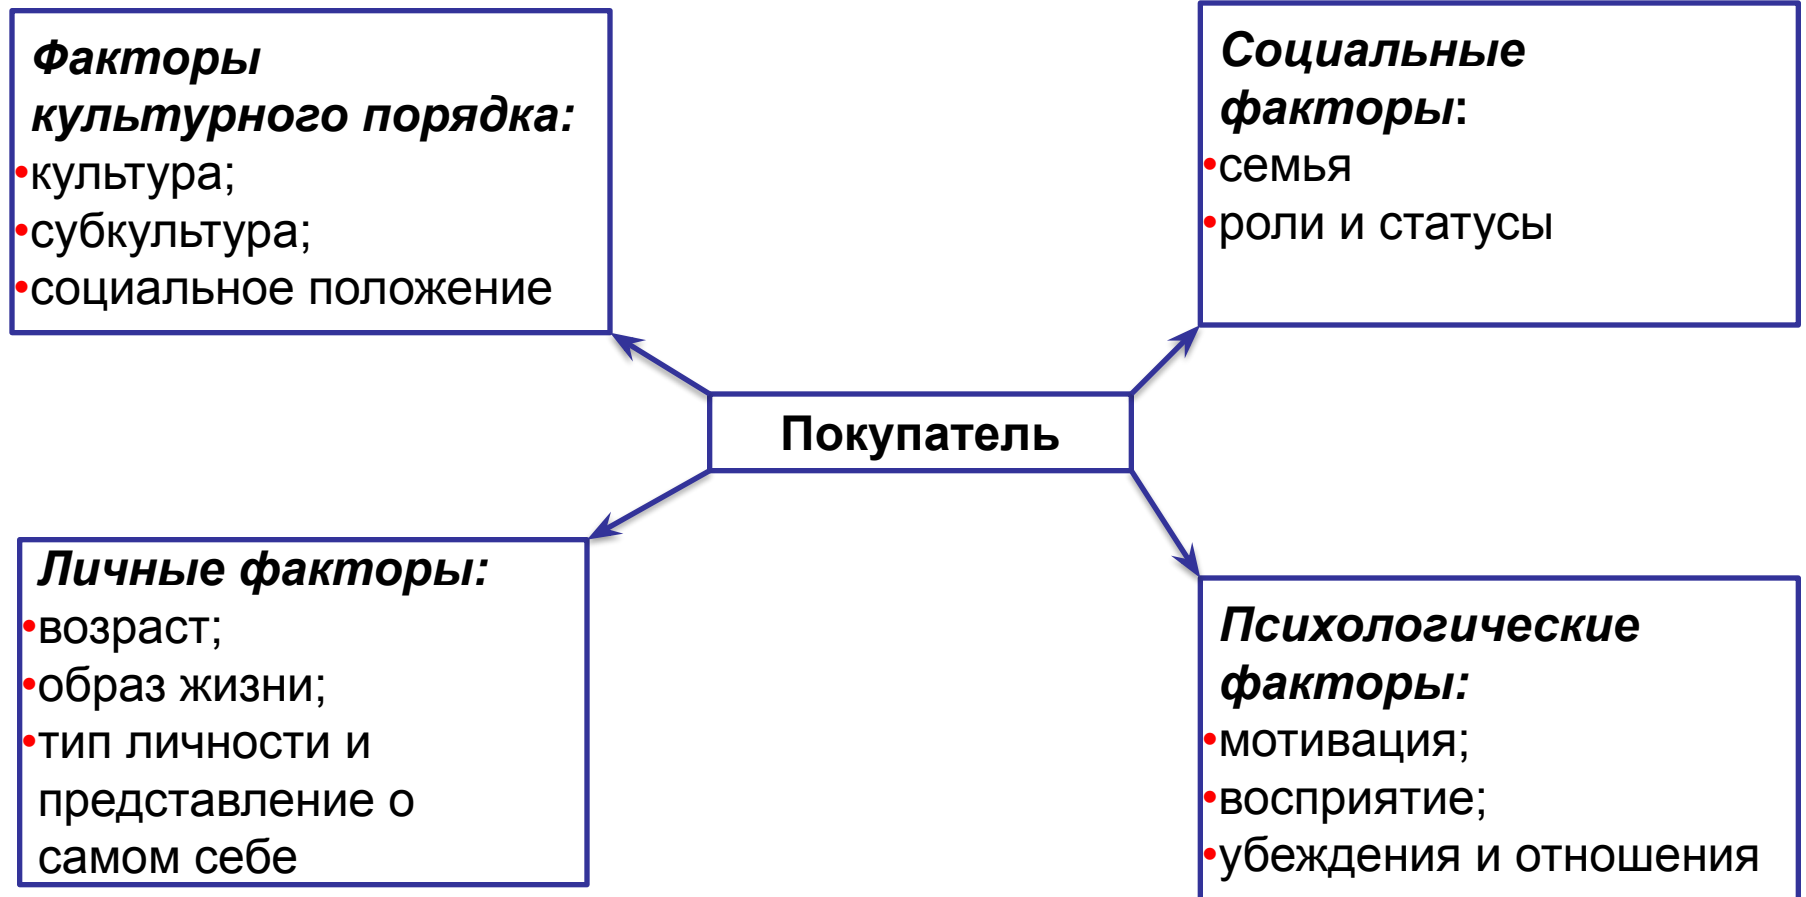 Факторы
культурного порядка:
•культура;
•субкультура;
•социальное положение
Социальные
факторы:
•семья
•роли и статусы
Покупатель
Личные факторы:
•возраст;
•образ жизни;
•тип личности и
представление о
самом себе
Психологические
факторы:
•мотивация;
•восприятие;
•убеждения и отношения